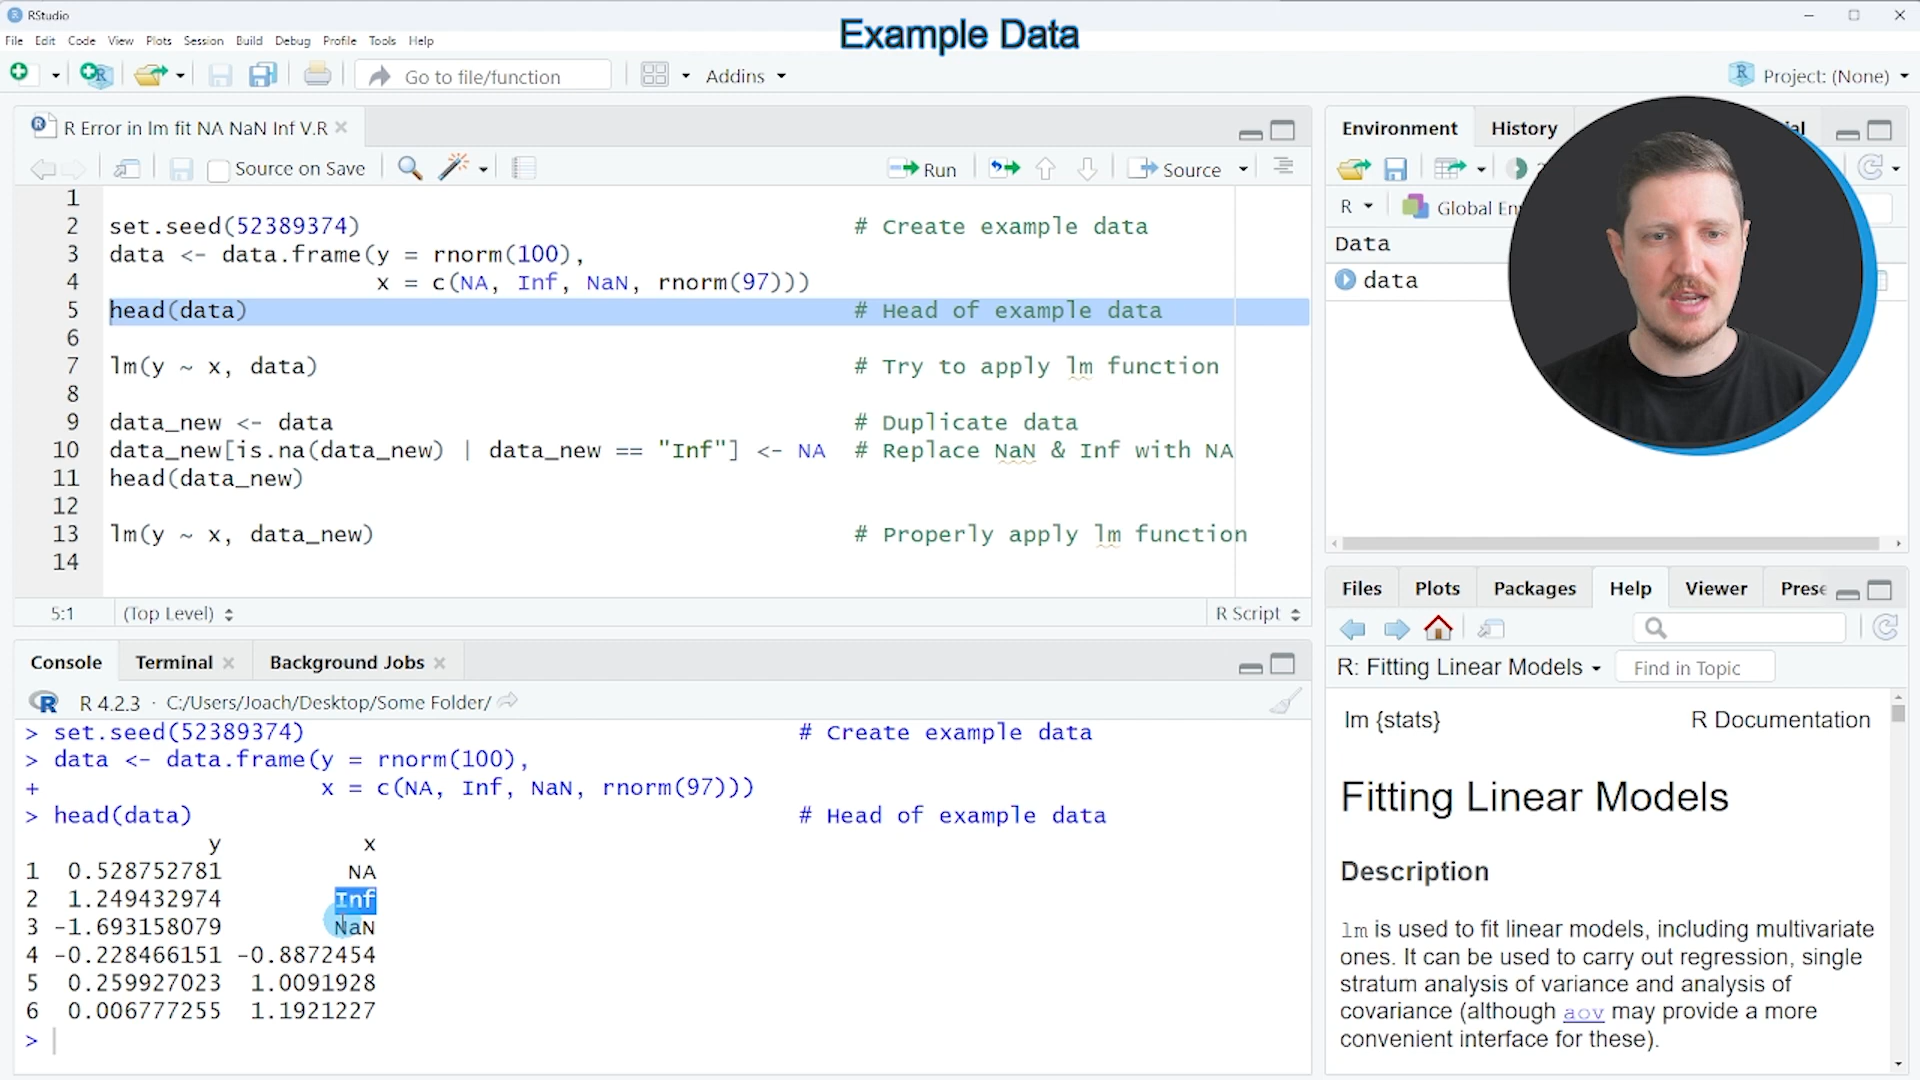 RStudio
Example Data
File Edit Code View Plots Session Build Debug Profile Tools Help
Go to file/function
Addins
Project: (None)
R Error in lm fit NA NaN Inf V.R
Source on Save
Run
Source
1
2 set.seed(52389374) # Create example data
3 data <- data.frame(y = rnorm(100),
4 x = c(NA, Inf, NaN, rnorm(97)))
5 head(data) # Head of example data
6
7 lm(y ~ x, data) # Try to apply lm function
8
9 data_new <- data # Duplicate data
10 data_new[is.na(data_new) | data_new == "Inf"] <- NA # Replace NaN & Inf with NA
11 head(data_new)
12
13 lm(y ~ x, data_new) # Properly apply lm function
14
5:1 (Top Level) R Script
Console Terminal Background Jobs
R 4.2.3 · C:/Users/Joach/Desktop/Some Folder/
> set.seed(52389374) # Create example data
> data <- data.frame(y = rnorm(100),
+ x = c(NA, Inf, NaN, rnorm(97)))
> head(data) # Head of example data
y x
1 0.528752781 NA
2 1.249432974 Inf
3 -1.693158079 NaN
4 -0.228466151 -0.8872454
5 0.259927023 1.0091928
6 0.006777255 1.1921227
>
Environment History
R Global
Data
data
Files Plots Packages Help Viewer
R: Fitting Linear Models Find in Topic
lm {stats} R Documentation
Fitting Linear Models
Description
lm is used to fit linear models, including multivariate
ones. It can be used to carry out regression, single
stratum analysis of variance and analysis of
covariance (although aov may provide a more
convenient interface for these).